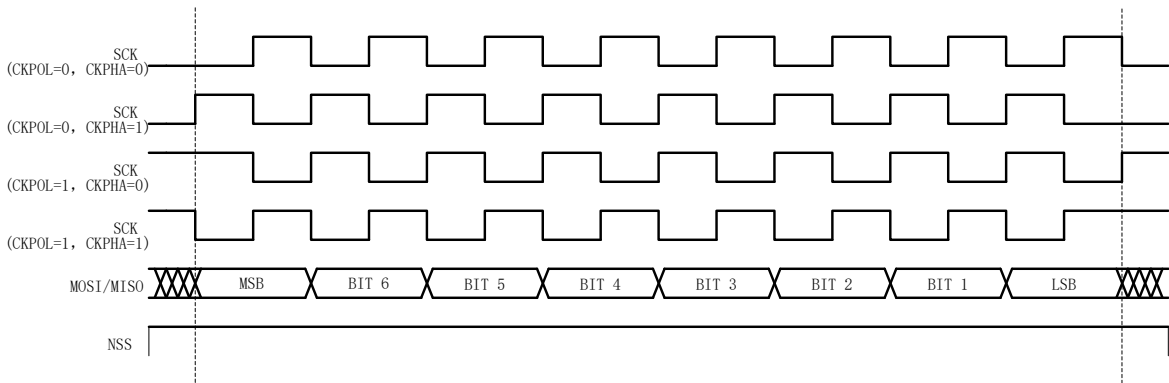 SCK
(CKPOL=0, CKPHA=0)
SCK
(CKPOL=0, CKPHA=1)
SCK
(CKPOL=1, CKPHA=0)
SCK
(CKPOL=1, CKPHA=1)
MOSI/MISO MSB BIT 6 BIT 5 BIT 4 BIT 3 BIT 2 BIT 1 LSB
NSS